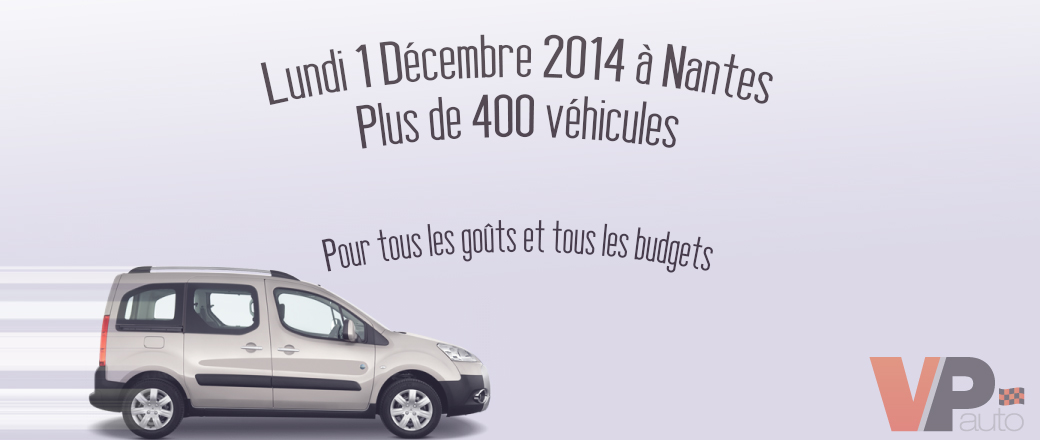 Lundi 1 Décembre 2014 à Nantes
Plus de 400 véhicules
Pour tous les goûts et tous les budgets
VP
auto